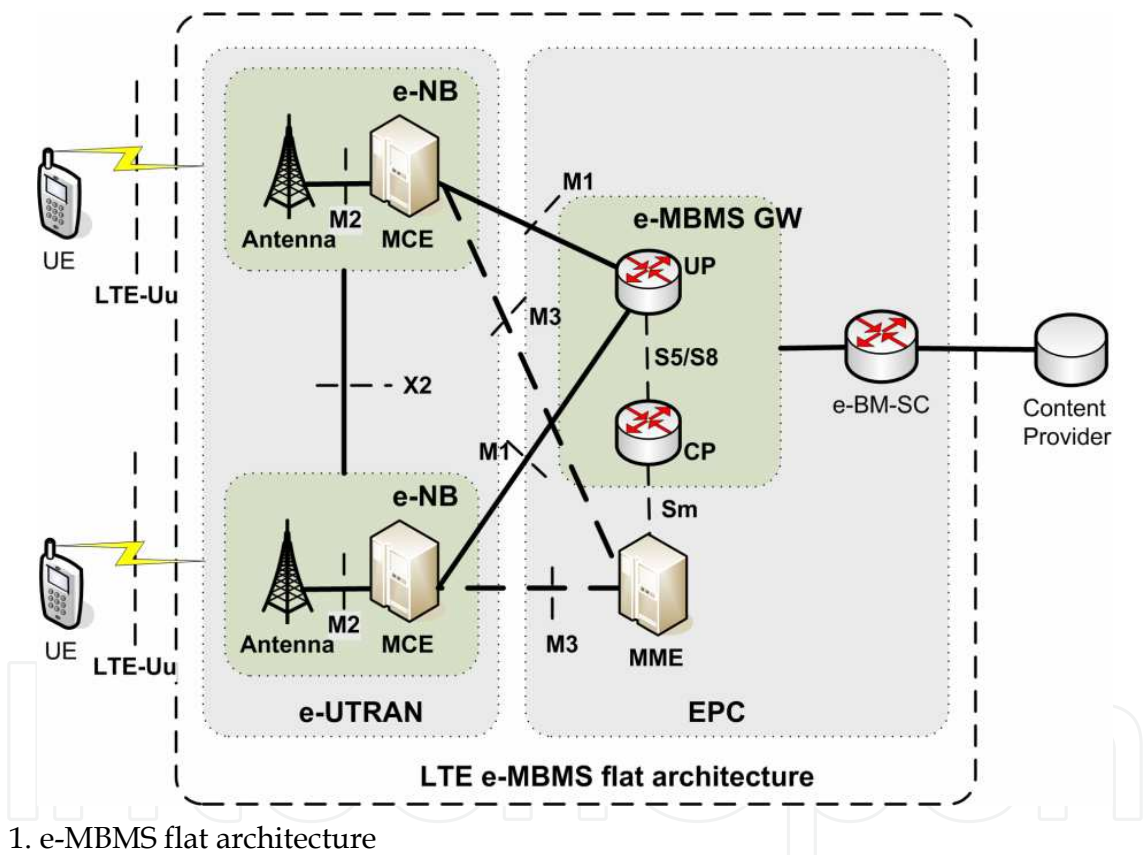 e-NB
M1
e-MBMS GW
M2
Antenna
MCE
UP
UE
LTE-Uu
M3
S5/S8
X2
e-BM-SC
Content
Provider
M1
CP
e-NB
Sm
M2
Antenna
MCE
M3
MME
UE
LTE-Uu
e-UTRAN
EPC
LTE e-MBMS flat architecture
1. e-MBMS flat architecture